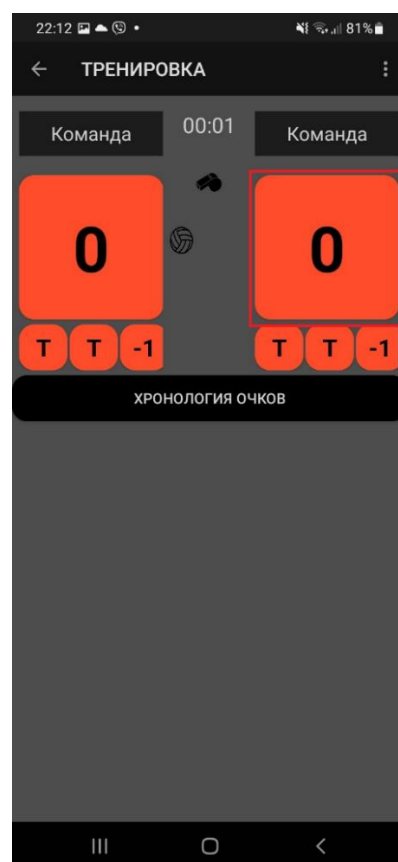 22:12 81%
ТРЕНИРОВКА
Команда 00:01 Команда
0 0
T T -1 T T -1
ХРОНОЛОГИЯ ОЧКОВ